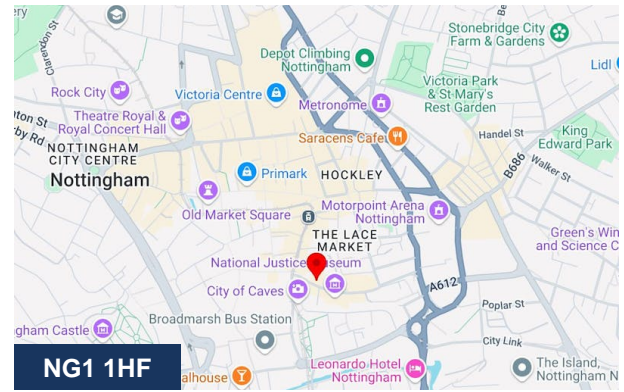 ery
Clarendon St
Stonebridge City
Farm & Gardens
Depot Climbing
Nottingham
Lidl
Rock City
Victoria Centre
Metronome
Victoria Park
& St-Mary's
Rest Garden
Theatre Royal &
Royal Concert Hall
Saracens Cafe
Handel St
King
Edward Park
B686
Walker St
NOTTINGHAM
CITY CENTRE
Nottingham
Primark
HOCKLEY
Old Market Square
Motorpoint Arena
Nottingham
THE LACE
MARKET
Green's Win
and Science C
National Justice Museum
City of Caves
A612
Poplar St
Broadmarsh Bus Station
gham Castle
City Link
Leonardo Hotel
Nottingham
The Island,
Nottingham N
alhouse
NG1 1HF